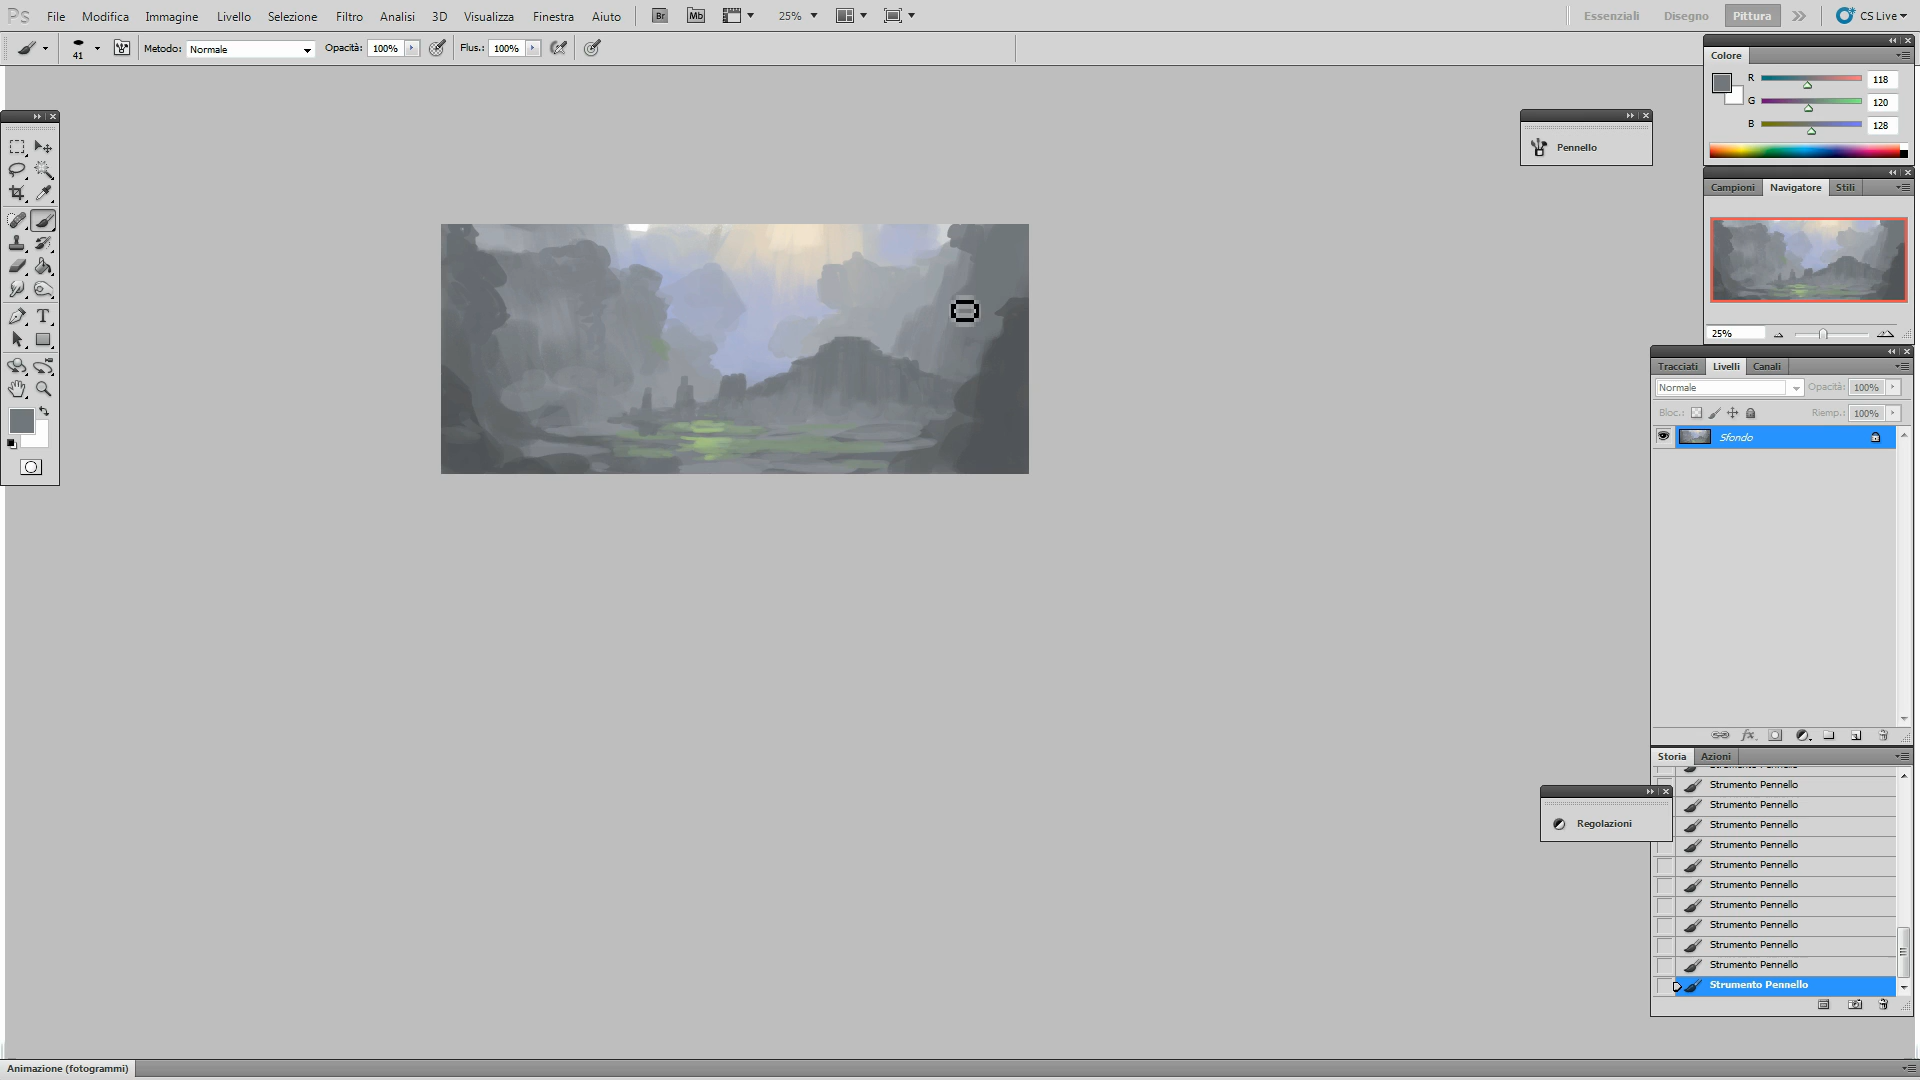 Ps File Modifica Immagine Livello Selezione Filtro Analisi 3D Visualizza Finestra Aiuto Br Mb 25% Essenziali Disegno Pittura CS Live
41 Metodo: Normale Opacità: 100% Flus.: 100%
Colore
R 118
G 120
B 128
Pennello
Campioni Navigatore Stili
25%
Tracciati Livelli Canali
Normale Opacità: 100%
Bloc.: Riemp.: 100%
Sfondo
fx
Storia Azioni
Strumento Pennello
Strumento Pennello
Strumento Pennello
Strumento Pennello
Strumento Pennello
Strumento Pennello
Strumento Pennello
Strumento Pennello
Strumento Pennello
Strumento Pennello
Strumento Pennello
Strumento Pennello
Regolazioni
Animazione (fotogrammi)